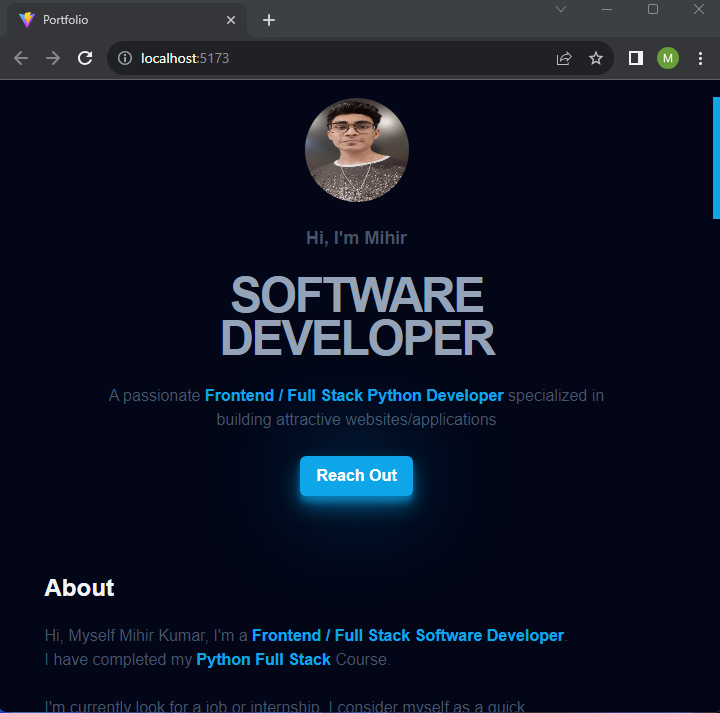 Portfolio
localhost:5173
M
Hi, I'm Mihir
SOFTWARE
DEVELOPER
A passionate Frontend / Full Stack Python Developer specialized in
building attractive websites/applications
Reach Out
About
Hi, Myself Mihir Kumar, I'm a Frontend / Full Stack Software Developer.
I have completed my Python Full Stack Course.
I'm currently look for a job or internship. I consider myself as a quick